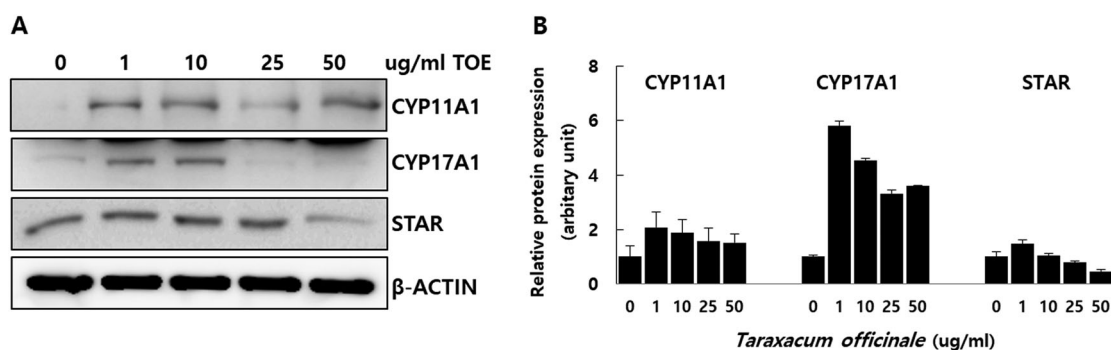 A
0 1 10 25 50 ug/ml TOE
CYP11A1
CYP17A1
STAR
β-ACTIN
B
Relative protein expression
(arbitary unit)
8
6
4
2
0
CYP11A1 CYP17A1 STAR
0 1 10 25 50 0 1 10 25 50 0 1 10 25 50
Taraxacum officinale (ug/ml)